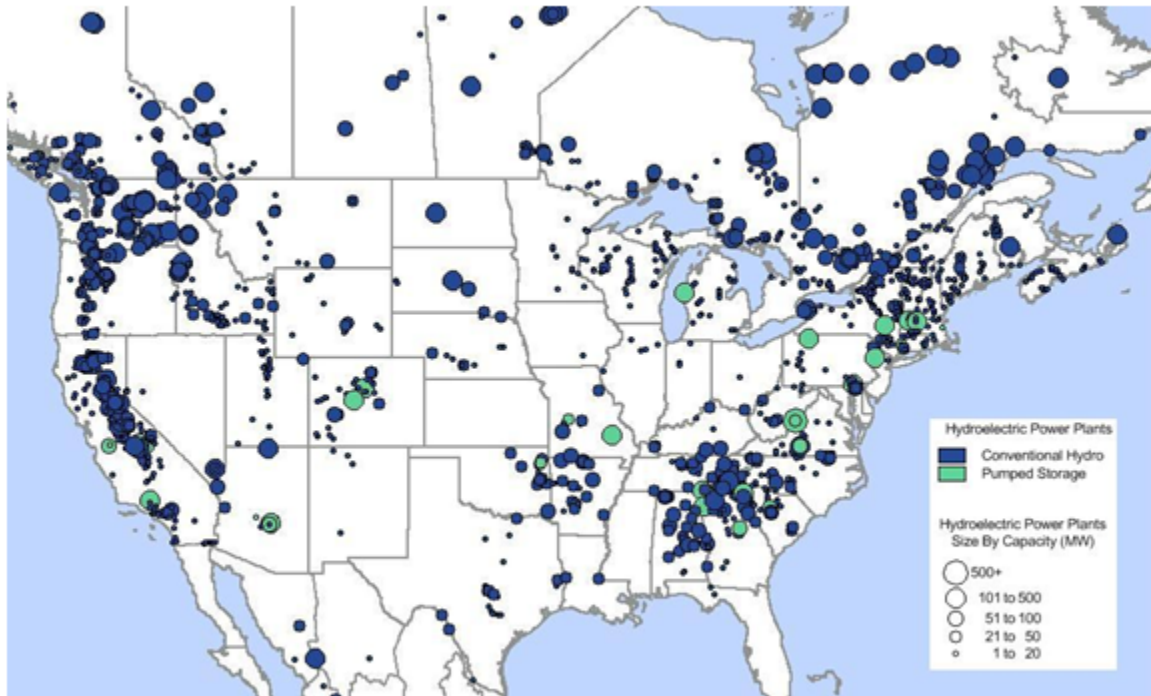 Hydroelectric Power Plants
Conventional Hydro
Pumped Storage
Hydroelectric Power Plants
Size By Capacity (MW)
500+
101 to 500
51 to 100
21 to 50
1 to 20